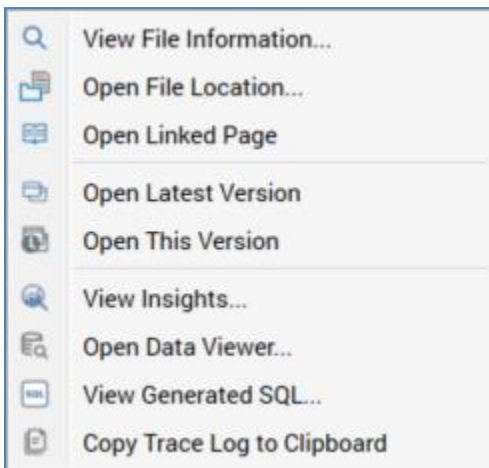 View File Information...
Open File Location...
Open Linked Page
Open Latest Version
Open This Version
View Insights...
Open Data Viewer...
SQL
View Generated SQL...
Copy Trace Log to Clipboard